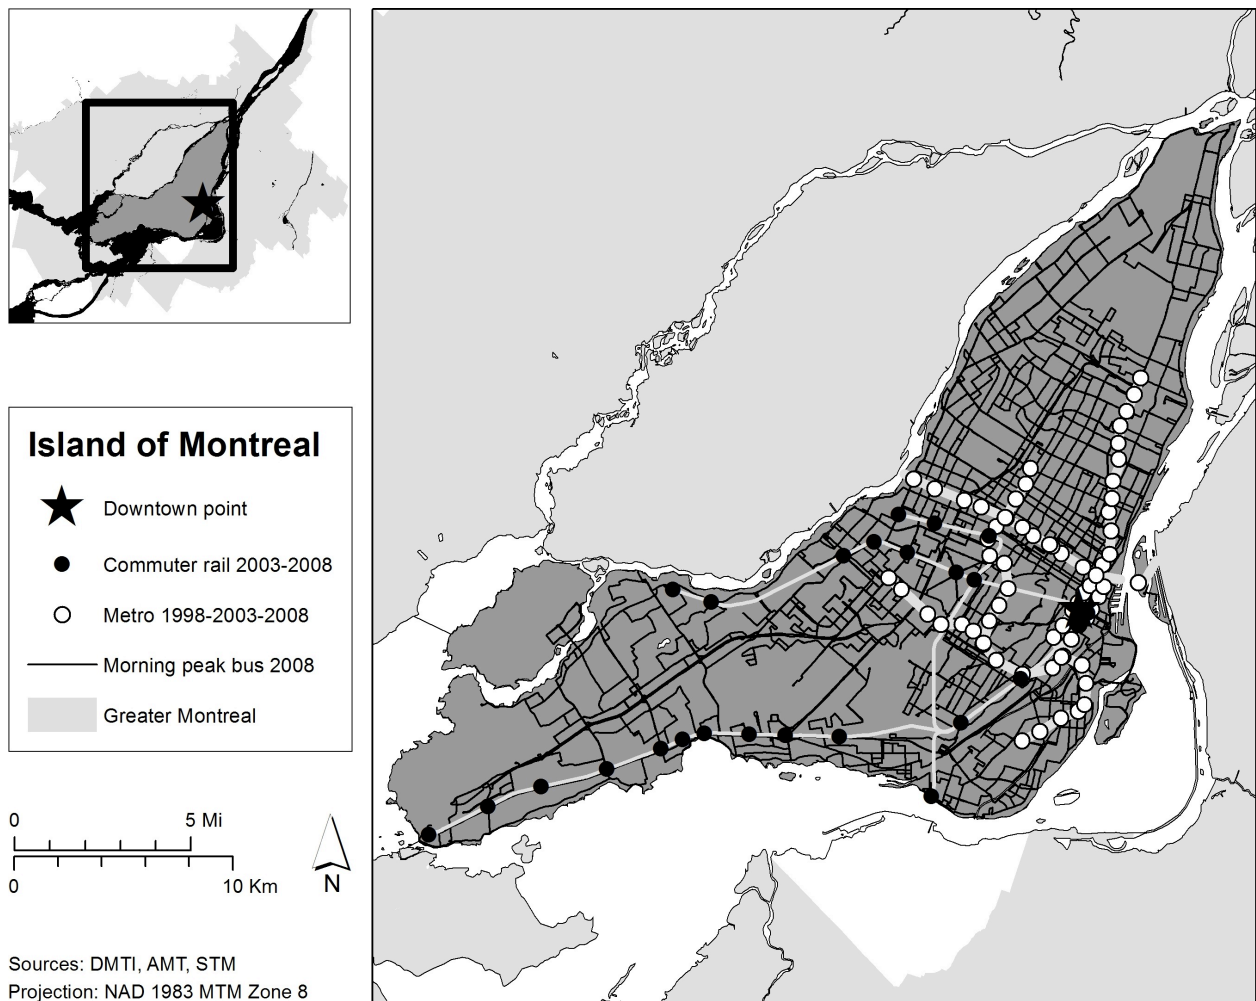 Island of Montreal
Downtown point
Commuter rail 2003-2008
Metro 1998-2003-2008
Morning peak bus 2008
Greater Montreal
0 5 Mi
0 10 Km
N
Sources: DMTI, AMT, STM
Projection: NAD 1983 MTM Zone 8